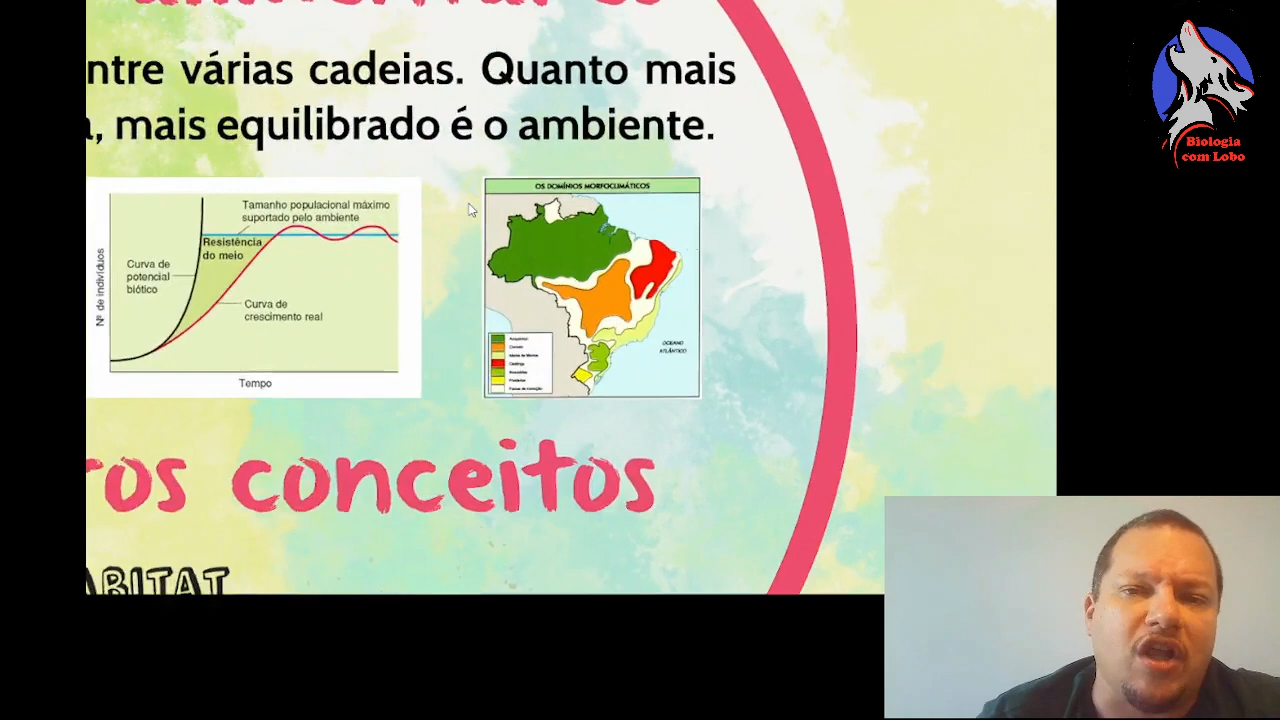 alimentares
ntre várias cadeias. Quanto mais
a, mais equilibrado é o ambiente.
Tamanho populacional máximo
suportado pelo ambiente
Resistência
do meio
Curva de
potencial
biótico
Curva de
crescimento real
Nº de indivíduos
Tempo
OS DOMÍNIOS MORFOCLIMÁTICOS
OCEANO
ATLÂNTICO
ros conceitos
ABITAT
Biologia
com Lobo